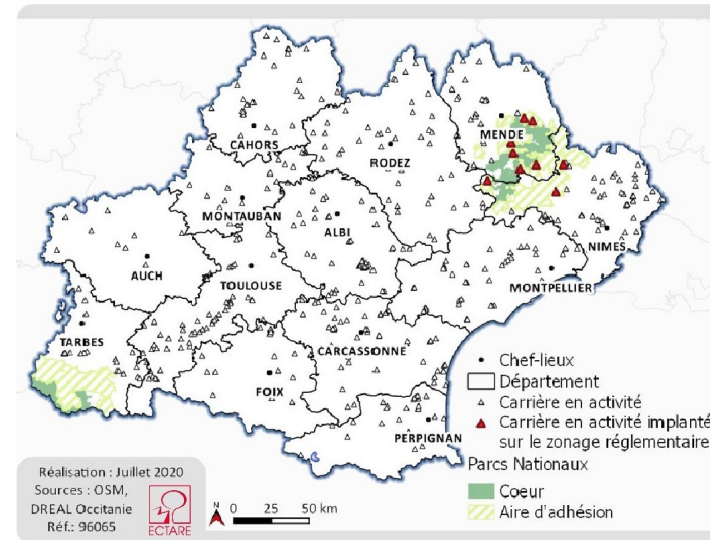 CAHORS
MENDE
RODEZ
MONTAUBAN
ALBI
NIMES
AUCH
TOULOUSE
MONTPELLIER
TARBES
CARCASSONNE
FOIX
PERPIGNAN
Chef-lieux
Département
Carrière en activité
Carrière en activité implanté
sur le zonage réglementaire
Parcs Nationaux
Coeur
Aire d'adhésion
Réalisation : Juillet 2020
Sources : OSM,
DREAL Occitanie
Réf.: 96065
ECTARE
N
0 25 50 km